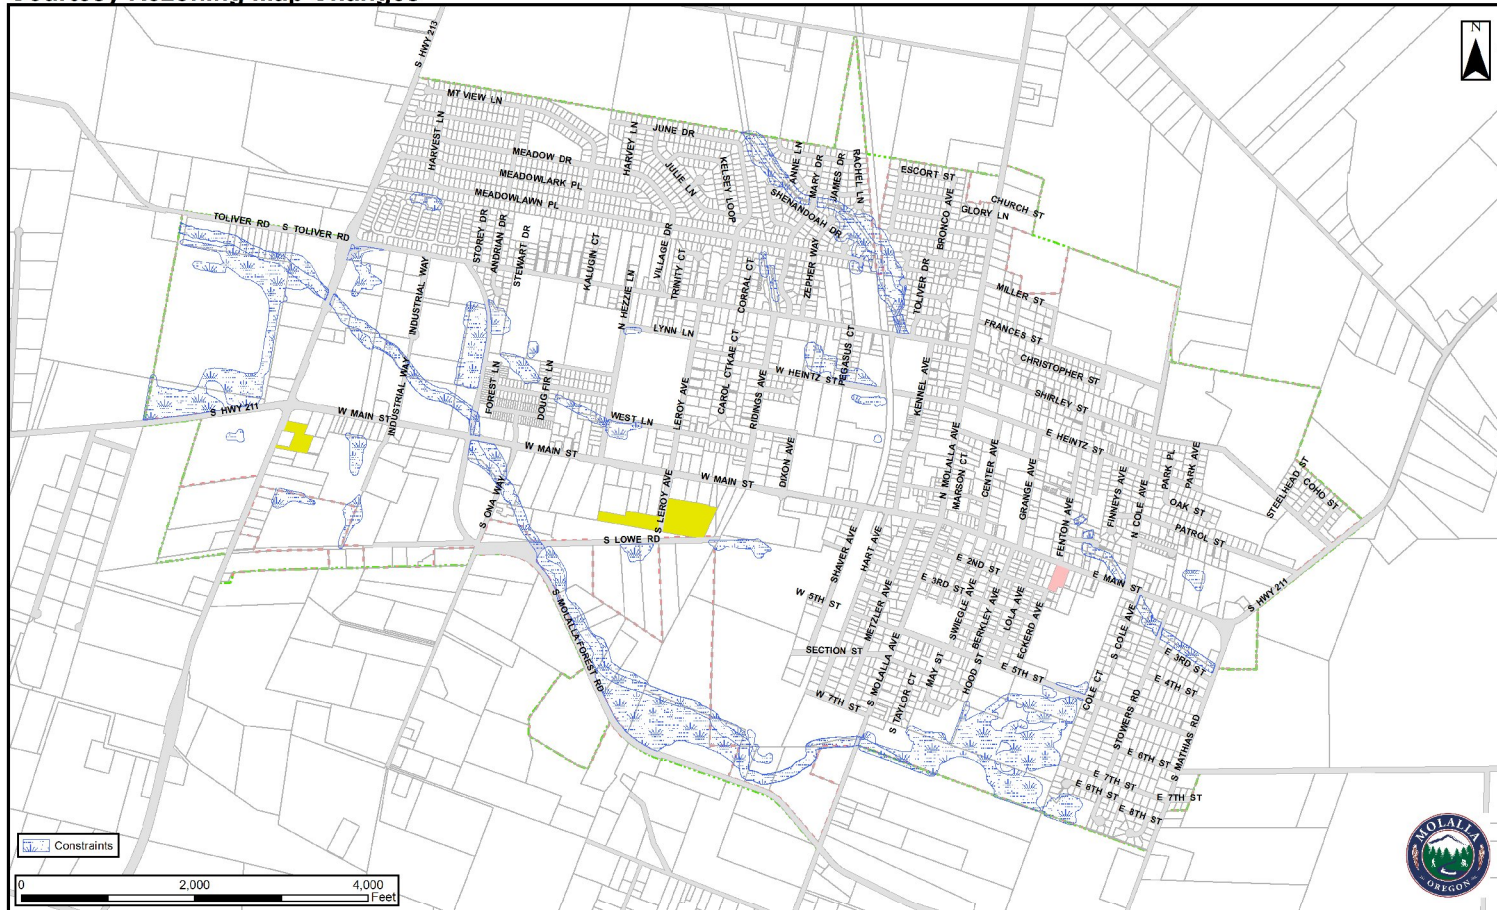 Courtesy Rezoning Map Changes
N
S HWY 213
MT VIEW LN
HARVEST LN
HARVEY LN
JUNE DR
MEADOW DR
MEADOWLARK PL
MEADOWLAWN PL
JULIE LN
KELSEY LOOP
ANNE LN
MARY DR
JAMES DR
RACHEL LN
SHENANDOAH DR
ESCORT ST
BRONCO AVE
GLORY LN
CHURCH ST
TOLIVER RD
S TOLIVER RD
STOREY DR
ANDRIAN DR
STEWART DR
KALUGIN CT
VILLAGE DR
TRINITY CT
CORRAL CT
ZEPHER WAY
TOLIVER DR
MILLER ST
INDUSTRIAL WAY
N HEZZIE LN
LYNN LN
FRANCES ST
CHRISTOPHER ST
INDUSTRIAL WAY
FOREST LN
DOUG FIR LN
LEROY AVE
CAROL CT
KAE CT
RIDINGS AVE
W HEINTZ ST
PEGASUS CT
KENNEL AVE
SHIRLEY ST
S HWY 211
W MAIN ST
WEST LN
E HEINTZ ST
W MAIN ST
W MAIN ST
DIXON AVE
N MOLALLA AVE
MARSON CT
CENTER AVE
GRANGE AVE
FENTON AVE
FINNEYS AVE
N COLE AVE
PARK PL
PARK AVE
OAK ST
PATROL ST
STEELHEAD ST
COHO ST
S ONA WAY
S LEROY AVE
S LOWE RD
SHAVER AVE
HART AVE
E 2ND ST
E 3RD ST
E MAIN ST
S HWY 211
S MOLALLA FOREST RD
W 5TH ST
METZLER AVE
SWIEGLE AVE
BERKLEY AVE
LOLA AVE
ECKERD AVE
S COLE AVE
SECTION ST
S MOLALLA AVE
MAY ST
HOOD ST
E 5TH ST
E 3RD ST
E 4TH ST
W 7TH ST
S TAYLOR CT
COLE CT
STOWERS RD
S MATHIAS RD
E 6TH ST
E 7TH ST
E 8TH ST
E 7TH ST
E 8TH ST
Constraints
0 2,000 4,000
Feet
MOLALLA
OREGON